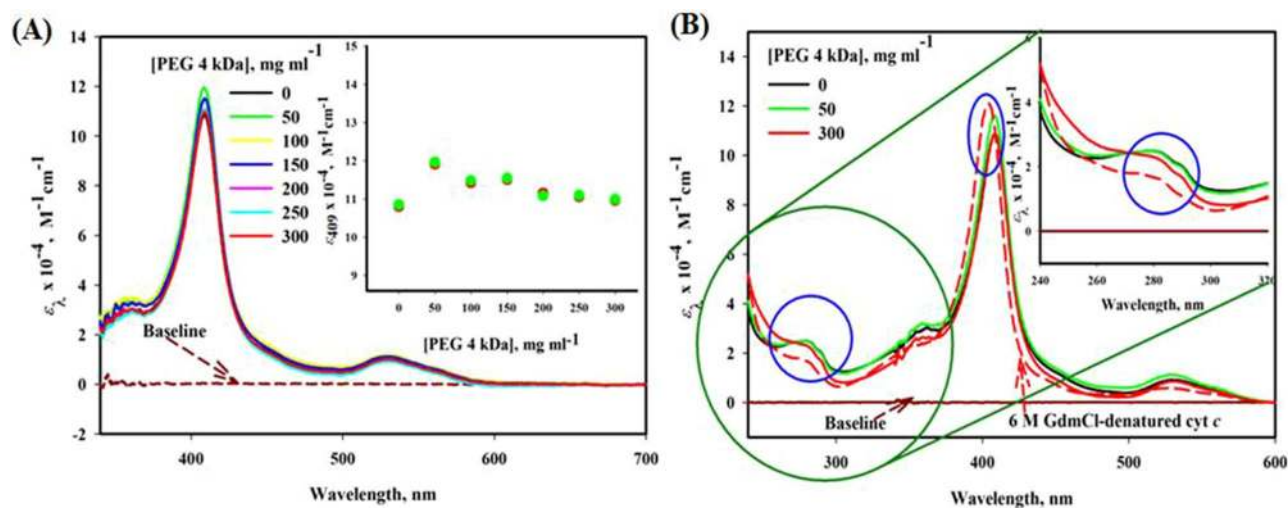 (A)
[PEG 4 kDa], mg ml-1
0
50
100
150
200
250
300
14
12
10
8
6
4
2
0
-2
ελ x 10-4, M-1cm-1
400
500
600
700
Wavelength, nm
Baseline
15
14
13
12
11
10
9
ε409 x 10-4, M-1cm-1
0 50 100 150 200 250 300
[PEG 4 kDa], mg ml-1
(B)
[PEG 4 kDa], mg ml-1
0
50
300
14
12
10
8
6
4
2
0
ελ x 10-4, M-1cm-1
300
400
500
600
Wavelength, nm
Baseline
6 M GdmCl-denatured cyt c
4
2
0
ελ x 10-4, M-1cm-1
240 260 280 300 320
Wavelength, nm